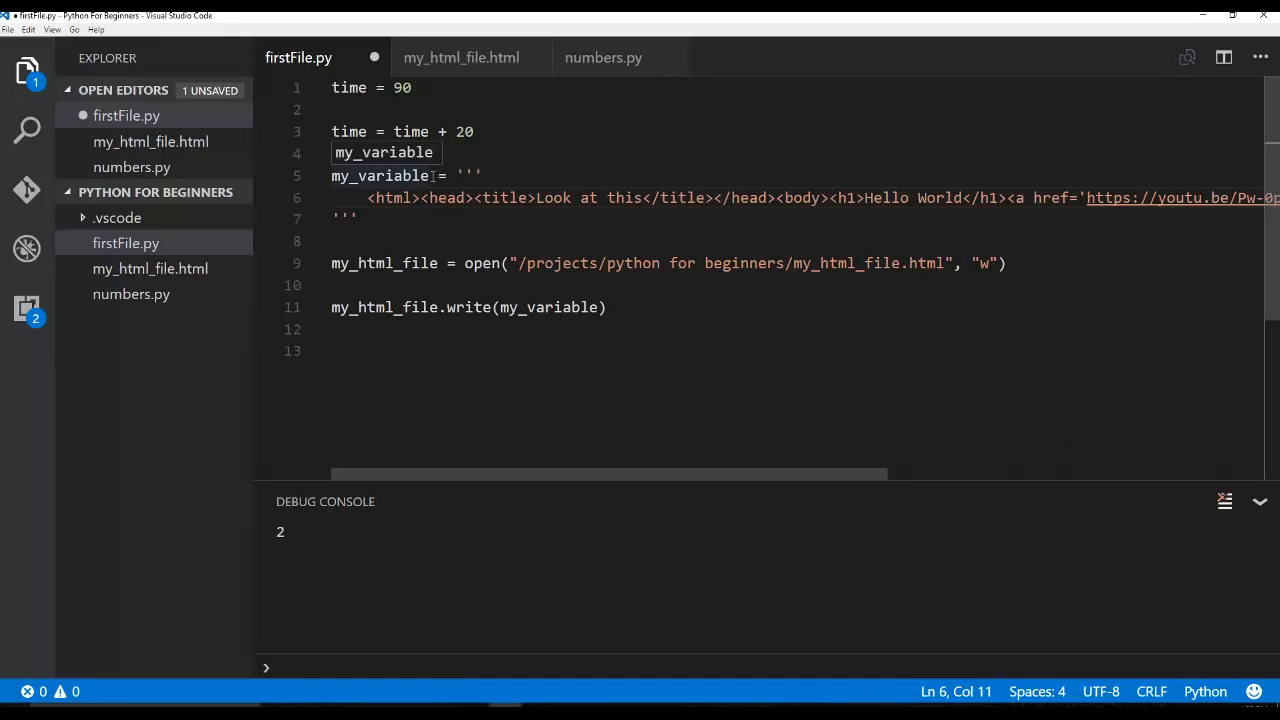 firstFile.py - Python For Beginners - Visual Studio Code
File Edit View Go Help
EXPLORER
OPEN EDITORS 1 UNSAVED
firstFile.py
my_html_file.html
numbers.py
PYTHON FOR BEGINNERS
.vscode
firstFile.py
my_html_file.html
numbers.py
1
2
firstFile.py my_html_file.html numbers.py
1 time = 90
2
3 time = time + 20
4 my_variable
5 my_variable = '''
6 <html><head><title>Look at this</title></head><body><h1>Hello World</h1><a href='https://youtu.be/Pw-0p
7 '''
8
9 my_html_file = open("/projects/python for beginners/my_html_file.html", "w")
10
11 my_html_file.write(my_variable)
12
13
DEBUG CONSOLE
2
0 0 Ln 6, Col 11 Spaces: 4 UTF-8 CRLF Python